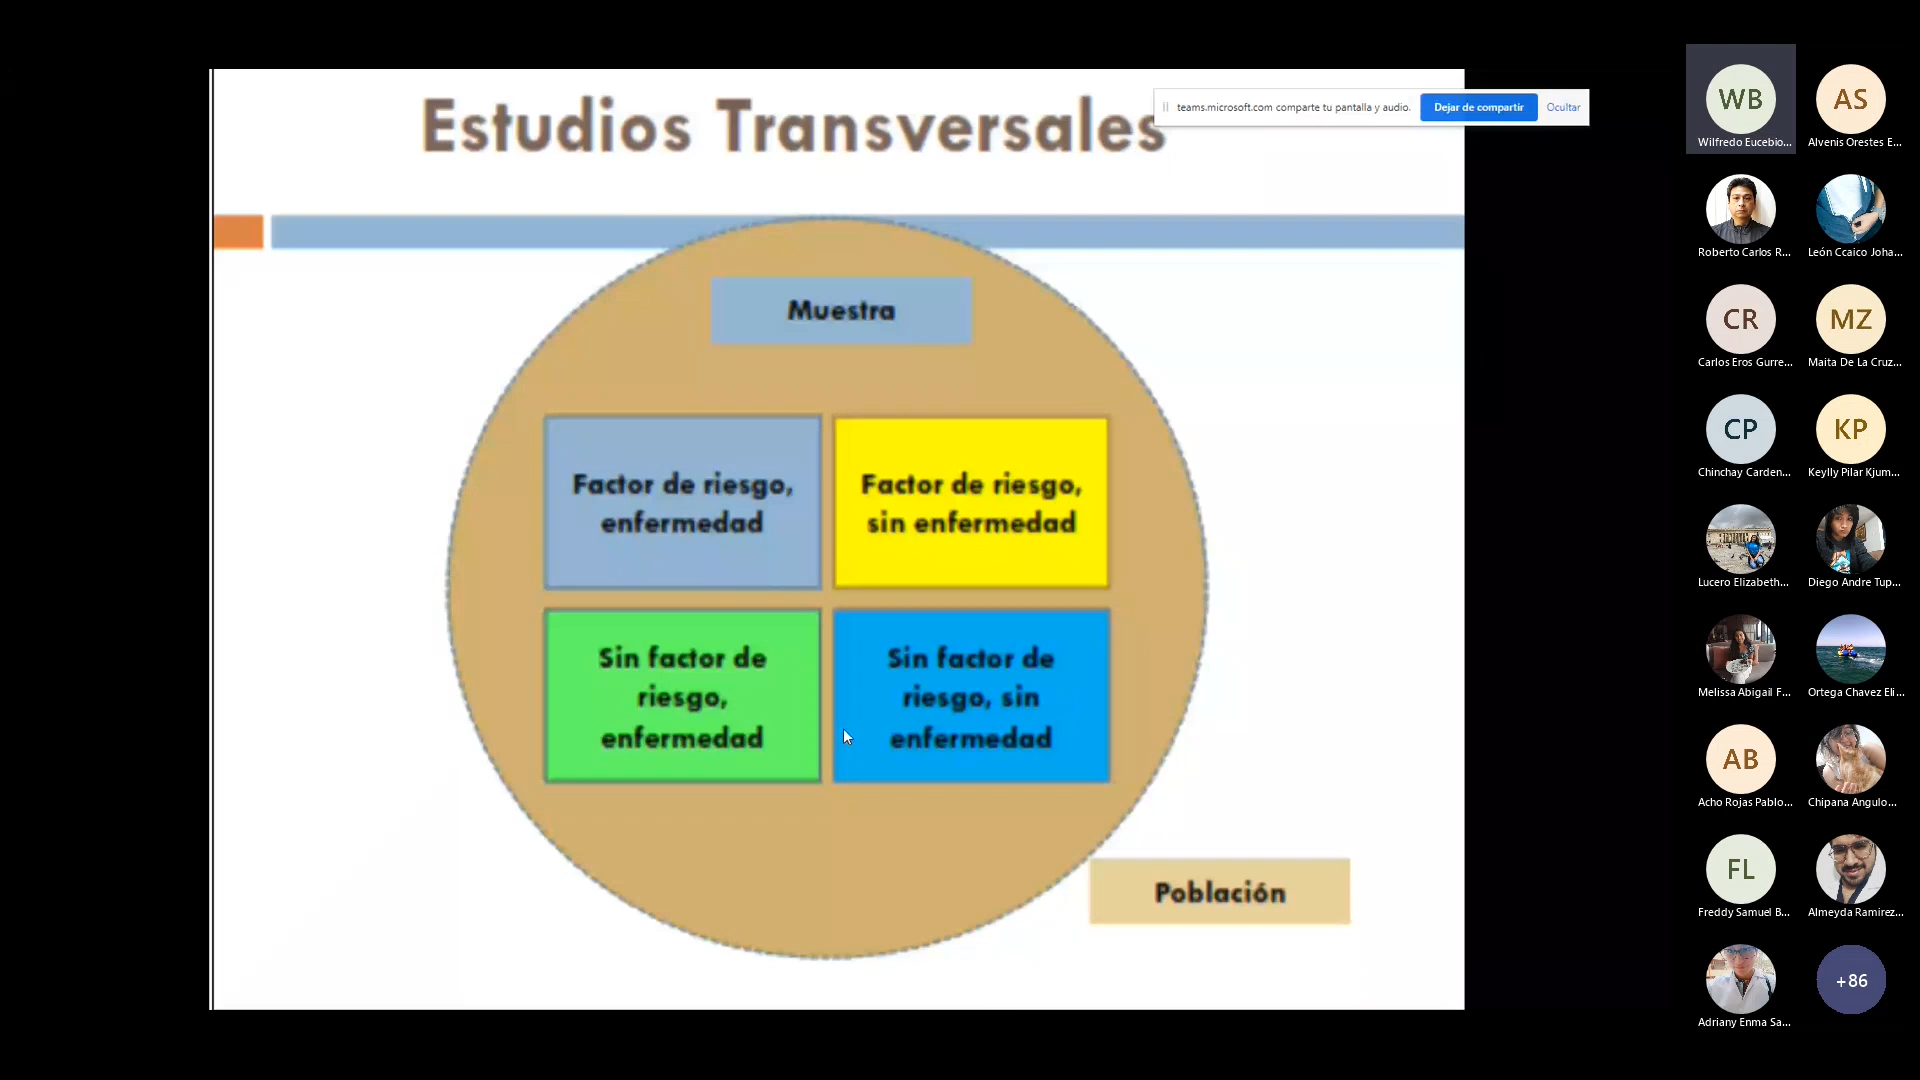 Estudios Transversales
teams.microsoft.com comparte tu pantalla y audio.
Dejar de compartir
Ocultar
Muestra
Factor de riesgo,
enfermedad
Factor de riesgo,
sin enfermedad
Sin factor de
riesgo,
enfermedad
Sin factor de
riesgo, sin
enfermedad
Población
WB
Wilfredo Eucebio...
AS
Alvenis Orestes E...
Roberto Carlos R...
León Ccaico Joha...
CR
Carlos Eros Gurre...
MZ
Maita De La Cruz...
CP
Chinchay Carden...
KP
Keylly Pilar Kjum...
Lucero Elizabeth...
Diego Andre Tup...
Melissa Abigail F...
Ortega Chavez Eli...
AB
Acho Rojas Pablo...
Chipana Angulo...
FL
Freddy Samuel B...
Almeyda Ramirez...
Adriany Enma Sa...
+86